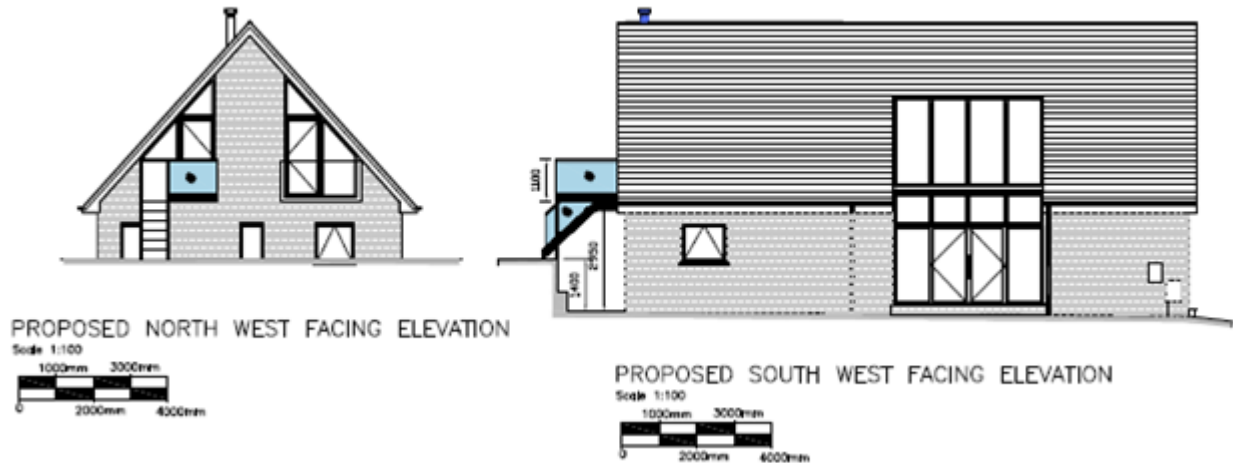 1100
2950
1400
PROPOSED NORTH WEST FACING ELEVATION
Scale 1:100
1000mm 3000mm
0 2000mm 4000mm
PROPOSED SOUTH WEST FACING ELEVATION
Scale 1:100
1000mm 3000mm
0 2000mm 4000mm